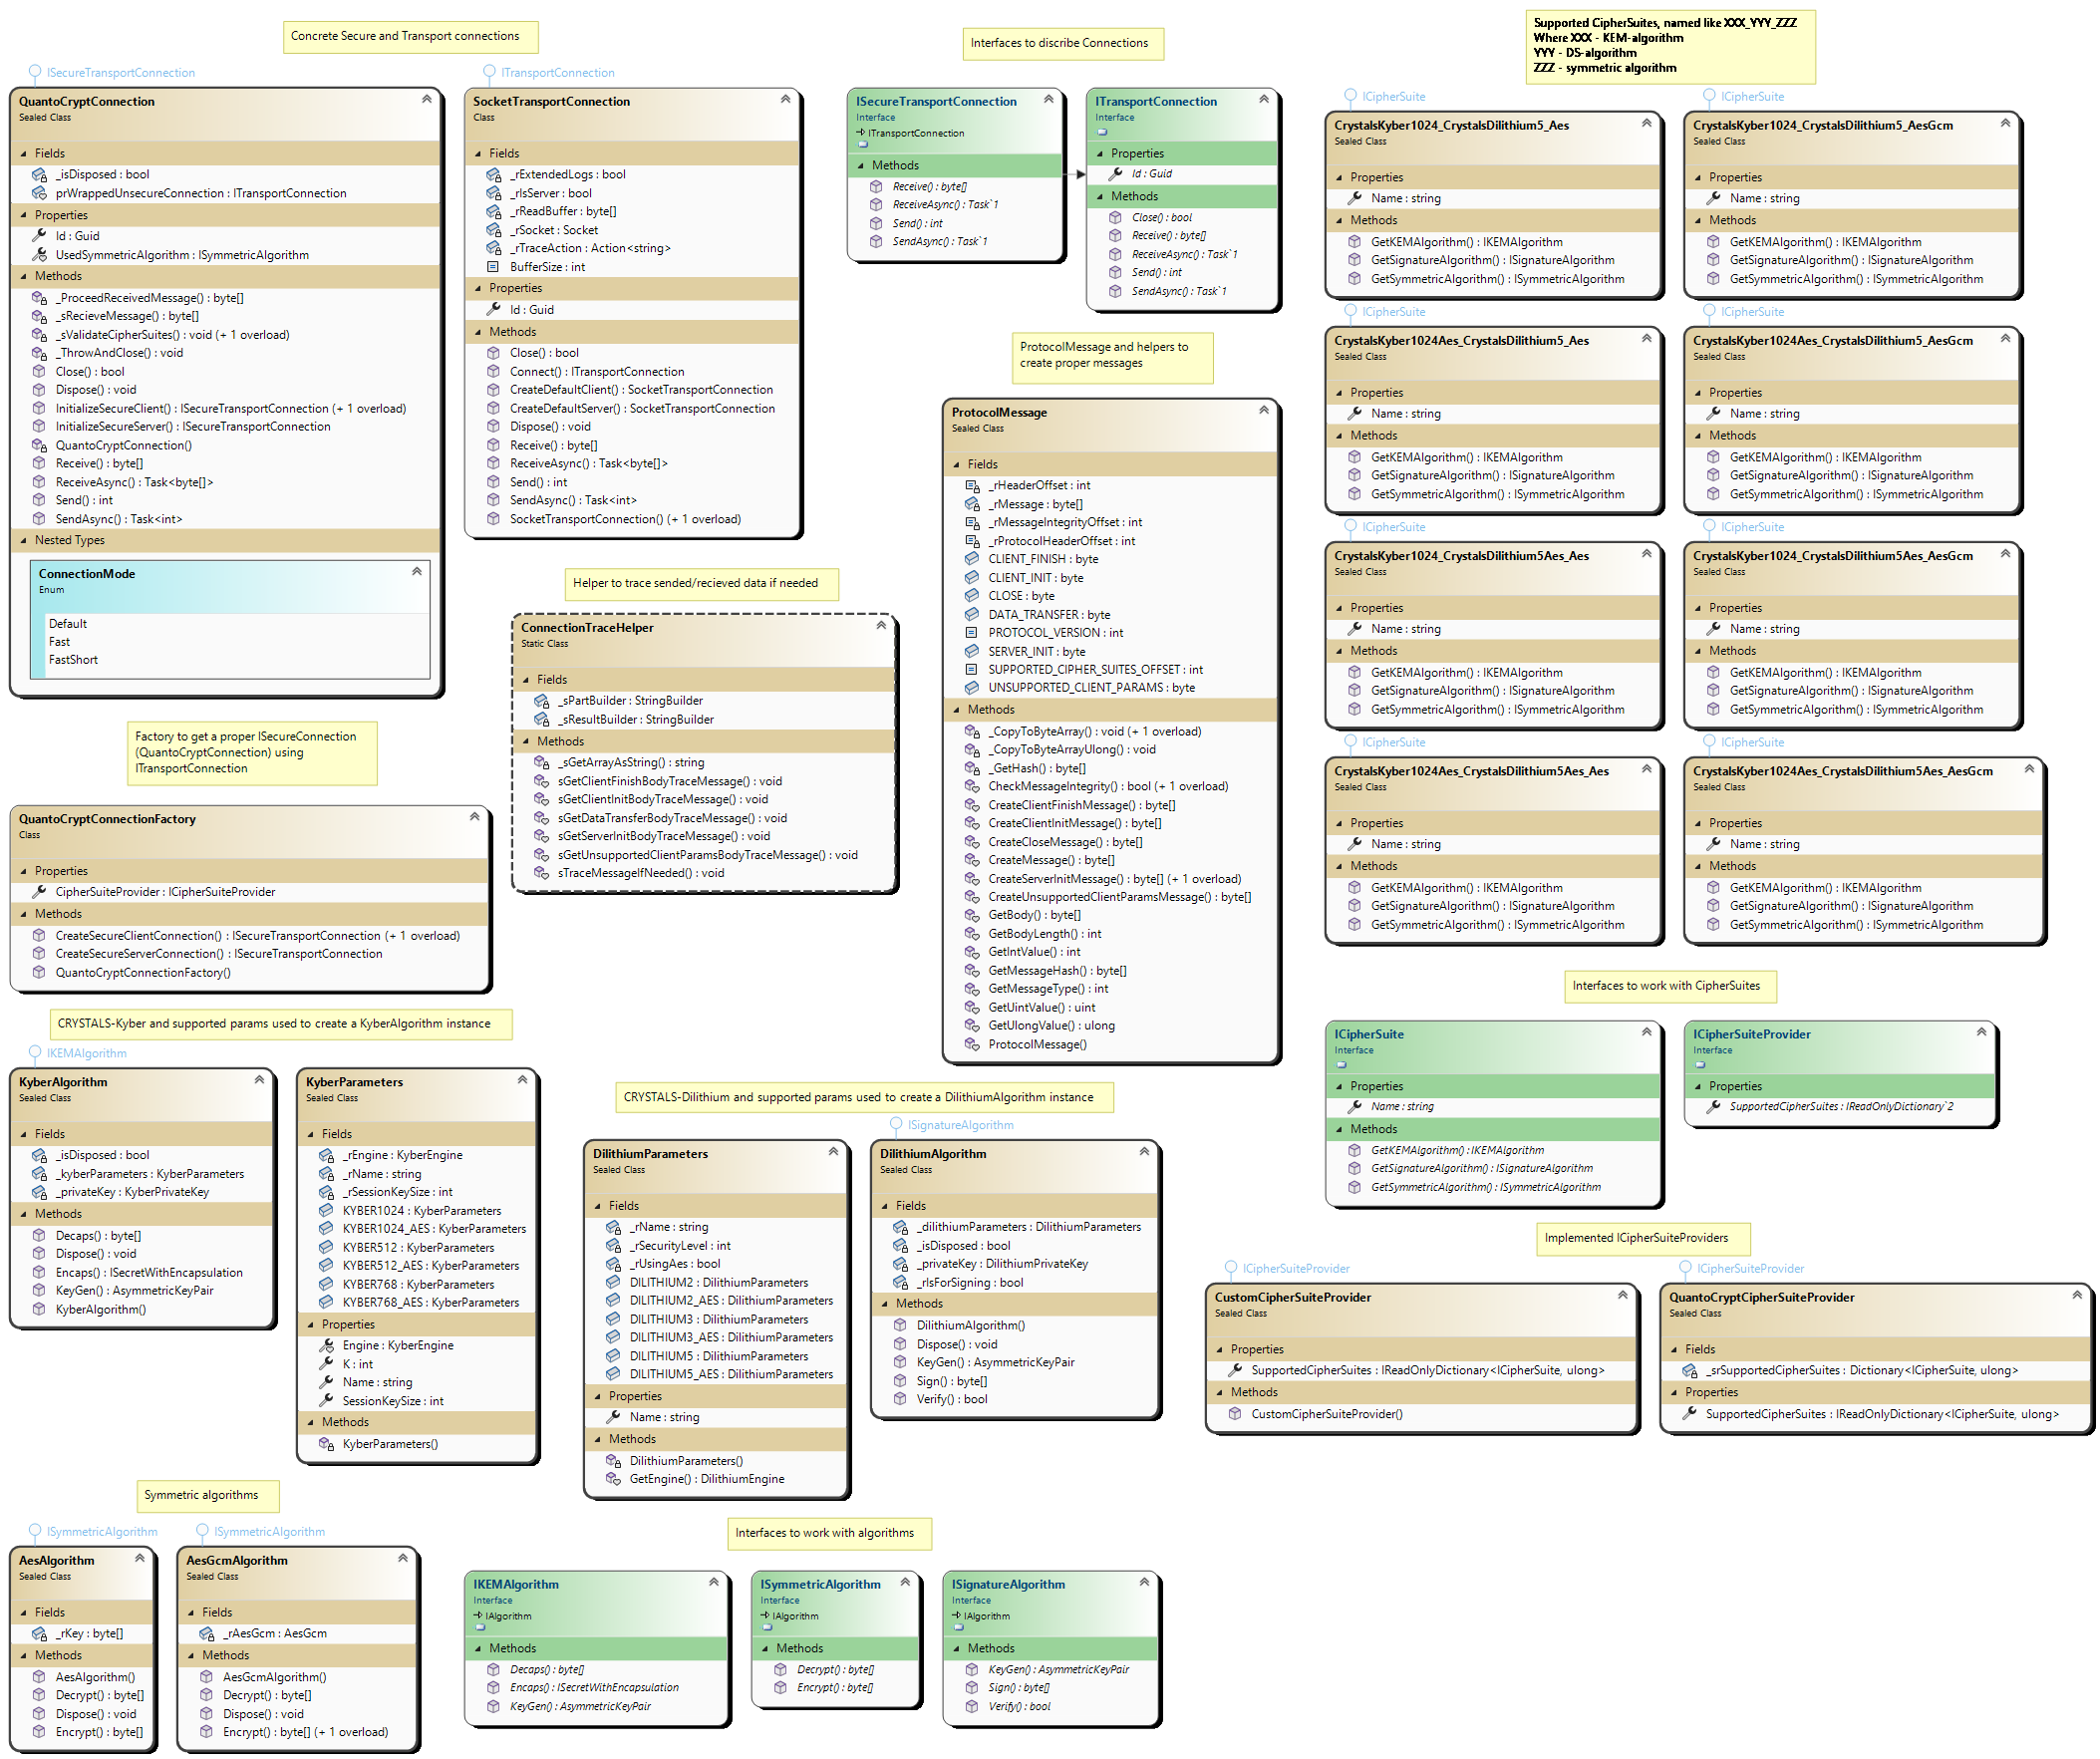 Concrete Secure and Transport connections
ISecureTransportConnection
QuantoCryptConnection
Sealed Class
Fields
_isDisposed : bool
prWrappedUnsecureConnection : ITransportConnection
Properties
Id : Guid
UsedSymmetricAlgorithm : ISymmetricAlgorithm
Methods
_ProceedReceivedMessage() : byte[]
_sRecieveMessage() : byte[]
_sValidateCipherSuites() : void (+ 1 overload)
_ThrowAndClose() : void
Close() : bool
Dispose() : void
InitializeSecureClient() : ISecureTransportConnection (+ 1 overload)
InitializeSecureServer() : ISecureTransportConnection
QuantoCryptConnection()
Receive() : byte[]
ReceiveAsync() : Task<byte[]>
Send() : int
SendAsync() : Task<int>
Nested Types
ConnectionMode
Enum
Default
Fast
FastShort
ITransportConnection
SocketTransportConnection
Class
Fields
_rExtendedLogs : bool
_rIsServer : bool
_rReadBuffer : byte[]
_rSocket : Socket
_rTraceAction : Action<string>
BufferSize : int
Properties
Id : Guid
Methods
Close() : bool
Connect() : ITransportConnection
CreateDefaultClient() : SocketTransportConnection
CreateDefaultServer() : SocketTransportConnection
Dispose() : void
Receive() : byte[]
ReceiveAsync() : Task<byte[]>
Send() : int
SendAsync() : Task<int>
SocketTransportConnection() (+ 1 overload)
Interfaces to discribe Connections
ISecureTransportConnection
Interface
ITransportConnection
Methods
Receive() : byte[]
ReceiveAsync() : Task`1
Send() : int
SendAsync() : Task`1
ITransportConnection
Interface
Properties
Id : Guid
Methods
Close() : bool
Receive() : byte[]
ReceiveAsync() : Task`1
Send() : int
SendAsync() : Task`1
Supported CipherSuites, named like XXX_YYY_ZZZ
Where XXX - KEM-algorithm
YYY - DS-algorithm
ZZZ - symmetric algorithm
ICipherSuite
CrystalsKyber1024_CrystalsDilithium5_Aes
Sealed Class
Properties
Name : string
Methods
GetKEMAlgorithm() : IKEMAlgorithm
GetSignatureAlgorithm() : ISignatureAlgorithm
GetSymmetricAlgorithm() : ISymmetricAlgorithm
ICipherSuite
CrystalsKyber1024_CrystalsDilithium5_AesGcm
Sealed Class
Properties
Name : string
Methods
GetKEMAlgorithm() : IKEMAlgorithm
GetSignatureAlgorithm() : ISignatureAlgorithm
GetSymmetricAlgorithm() : ISymmetricAlgorithm
ICipherSuite
CrystalsKyber1024Aes_CrystalsDilithium5_Aes
Sealed Class
Properties
Name : string
Methods
GetKEMAlgorithm() : IKEMAlgorithm
GetSignatureAlgorithm() : ISignatureAlgorithm
GetSymmetricAlgorithm() : ISymmetricAlgorithm
ICipherSuite
CrystalsKyber1024Aes_CrystalsDilithium5_AesGcm
Sealed Class
Properties
Name : string
Methods
GetKEMAlgorithm() : IKEMAlgorithm
GetSignatureAlgorithm() : ISignatureAlgorithm
GetSymmetricAlgorithm() : ISymmetricAlgorithm
ICipherSuite
CrystalsKyber1024_CrystalsDilithium5Aes_Aes
Sealed Class
Properties
Name : string
Methods
GetKEMAlgorithm() : IKEMAlgorithm
GetSignatureAlgorithm() : ISignatureAlgorithm
GetSymmetricAlgorithm() : ISymmetricAlgorithm
ICipherSuite
CrystalsKyber1024_CrystalsDilithium5Aes_AesGcm
Sealed Class
Properties
Name : string
Methods
GetKEMAlgorithm() : IKEMAlgorithm
GetSignatureAlgorithm() : ISignatureAlgorithm
GetSymmetricAlgorithm() : ISymmetricAlgorithm
ICipherSuite
CrystalsKyber1024Aes_CrystalsDilithium5Aes_Aes
Sealed Class
Properties
Name : string
Methods
GetKEMAlgorithm() : IKEMAlgorithm
GetSignatureAlgorithm() : ISignatureAlgorithm
GetSymmetricAlgorithm() : ISymmetricAlgorithm
ICipherSuite
CrystalsKyber1024Aes_CrystalsDilithium5Aes_AesGcm
Sealed Class
Properties
Name : string
Methods
GetKEMAlgorithm() : IKEMAlgorithm
GetSignatureAlgorithm() : ISignatureAlgorithm
GetSymmetricAlgorithm() : ISymmetricAlgorithm
ProtocolMessage and helpers to
create proper messages
ProtocolMessage
Sealed Class
Fields
_rHeaderOffset : int
_rMessage : byte[]
_rMessageIntegrityOffset : int
_rProtocolHeaderOffset : int
CLIENT_FINISH : byte
CLIENT_INIT : byte
CLOSE : byte
DATA_TRANSFER : byte
PROTOCOL_VERSION : int
SERVER_INIT : byte
SUPPORTED_CIPHER_SUITES_OFFSET : int
UNSUPPORTED_CLIENT_PARAMS : byte
Methods
_CopyToByteArray() : void (+ 1 overload)
_CopyToByteArrayUlong() : void
_GetHash() : byte[]
CheckMessageIntegrity() : bool (+ 1 overload)
CreateClientFinishMessage() : byte[]
CreateClientInitMessage() : byte[]
CreateCloseMessage() : byte[]
CreateMessage() : byte[]
CreateServerInitMessage() : byte[] (+ 1 overload)
CreateUnsupportedClientParamsMessage() : byte[]
GetBody() : byte[]
GetBodyLength() : int
GetIntValue() : int
GetMessageHash() : byte[]
GetMessageType() : int
GetUintValue() : uint
GetUlongValue() : ulong
ProtocolMessage()
Helper to trace sended/recieved data if needed
ConnectionTraceHelper
Static Class
Fields
_sPartBuilder : StringBuilder
_sResultBuilder : StringBuilder
Methods
_sGetArrayAsString() : string
sGetClientFinishBodyTraceMessage() : void
sGetClientInitBodyTraceMessage() : void
sGetDataTransferBodyTraceMessage() : void
sGetServerInitBodyTraceMessage() : void
sGetUnsupportedClientParamsBodyTraceMessage() : void
sTraceMessageIfNeeded() : void
Factory to get a proper ISecureConnection
(QuantoCryptConnection) using
ITransportConnection
QuantoCryptConnectionFactory
Class
Properties
CipherSuiteProvider : ICipherSuiteProvider
Methods
CreateSecureClientConnection() : ISecureTransportConnection (+ 1 overload)
CreateSecureServerConnection() : ISecureTransportConnection
QuantoCryptConnectionFactory()
CRYSTALS-Kyber and supported params used to create a KyberAlgorithm instance
IKEMAlgorithm
KyberAlgorithm
Sealed Class
Fields
_isDisposed : bool
_kyberParameters : KyberParameters
_privateKey : KyberPrivateKey
Methods
Decaps() : byte[]
Dispose() : void
Encaps() : ISecretWithEncapsulation
KeyGen() : AsymmetricKeyPair
KyberAlgorithm()
KyberParameters
Sealed Class
Fields
_rEngine : KyberEngine
_rName : string
_rSessionKeySize : int
KYBER1024 : KyberParameters
KYBER1024_AES : KyberParameters
KYBER512 : KyberParameters
KYBER512_AES : KyberParameters
KYBER768 : KyberParameters
KYBER768_AES : KyberParameters
Properties
Engine : KyberEngine
K : int
Name : string
SessionKeySize : int
Methods
KyberParameters()
CRYSTALS-Dilithium and supported params used to create a DilithiumAlgorithm instance
DilithiumParameters
Sealed Class
Fields
_rName : string
_rSecurityLevel : int
_rUsingAes : bool
DILITHIUM2 : DilithiumParameters
DILITHIUM2_AES : DilithiumParameters
DILITHIUM3 : DilithiumParameters
DILITHIUM3_AES : DilithiumParameters
DILITHIUM5 : DilithiumParameters
DILITHIUM5_AES : DilithiumParameters
Properties
Name : string
Methods
DilithiumParameters()
GetEngine() : DilithiumEngine
ISignatureAlgorithm
DilithiumAlgorithm
Sealed Class
Fields
_dilithiumParameters : DilithiumParameters
_isDisposed : bool
_privateKey : DilithiumPrivateKey
_rIsForSigning : bool
Methods
DilithiumAlgorithm()
Dispose() : void
KeyGen() : AsymmetricKeyPair
Sign() : byte[]
Verify() : bool
Interfaces to work with CipherSuites
ICipherSuite
Interface
Properties
Name : string
Methods
GetKEMAlgorithm() : IKEMAlgorithm
GetSignatureAlgorithm() : ISignatureAlgorithm
GetSymmetricAlgorithm() : ISymmetricAlgorithm
ICipherSuiteProvider
Interface
Properties
SupportedCipherSuites : IReadOnlyDictionary`2
Implemented ICipherSuiteProviders
ICipherSuiteProvider
CustomCipherSuiteProvider
Sealed Class
Properties
SupportedCipherSuites : IReadOnlyDictionary<ICipherSuite, ulong>
Methods
CustomCipherSuiteProvider()
ICipherSuiteProvider
QuantoCryptCipherSuiteProvider
Sealed Class
Fields
_srSupportedCipherSuites : Dictionary<ICipherSuite, ulong>
Properties
SupportedCipherSuites : IReadOnlyDictionary<ICipherSuite, ulong>
Symmetric algorithms
ISymmetricAlgorithm
AesAlgorithm
Sealed Class
Fields
_rKey : byte[]
Methods
AesAlgorithm()
Decrypt() : byte[]
Dispose() : void
Encrypt() : byte[]
ISymmetricAlgorithm
AesGcmAlgorithm
Sealed Class
Fields
_rAesGcm : AesGcm
Methods
AesGcmAlgorithm()
Decrypt() : byte[]
Dispose() : void
Encrypt() : byte[] (+ 1 overload)
Interfaces to work with algorithms
IKEMAlgorithm
Interface
IAlgorithm
Methods
Decaps() : byte[]
Encaps() : ISecretWithEncapsulation
KeyGen() : AsymmetricKeyPair
ISymmetricAlgorithm
Interface
IAlgorithm
Methods
Decrypt() : byte[]
Encrypt() : byte[]
ISignatureAlgorithm
Interface
IAlgorithm
Methods
KeyGen() : AsymmetricKeyPair
Sign() : byte[]
Verify() : bool